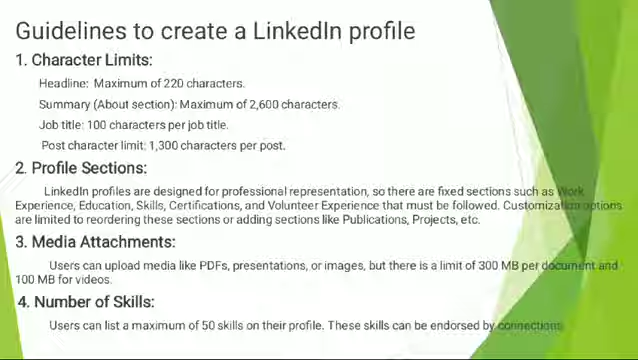 Guidelines to create a LinkedIn profile
1. Character Limits:
Headline: Maximum of 220 characters.
Summary (About section): Maximum of 2,600 characters.
Job title: 100 characters per job title.
Post character limit: 1,300 characters per post.
2. Profile Sections:
LinkedIn profiles are designed for professional representation, so there are fixed sections such as Work
Experience, Education, Skills, Certifications, and Volunteer Experience that must be followed. Customization options
are limited to reordering these sections or adding sections like Publications, Projects, etc.
3. Media Attachments:
Users can upload media like PDFs, presentations, or images, but there is a limit of 300 MB per document and
100 MB for videos.
4. Number of Skills:
Users can list a maximum of 50 skills on their profile. These skills can be endorsed by connections